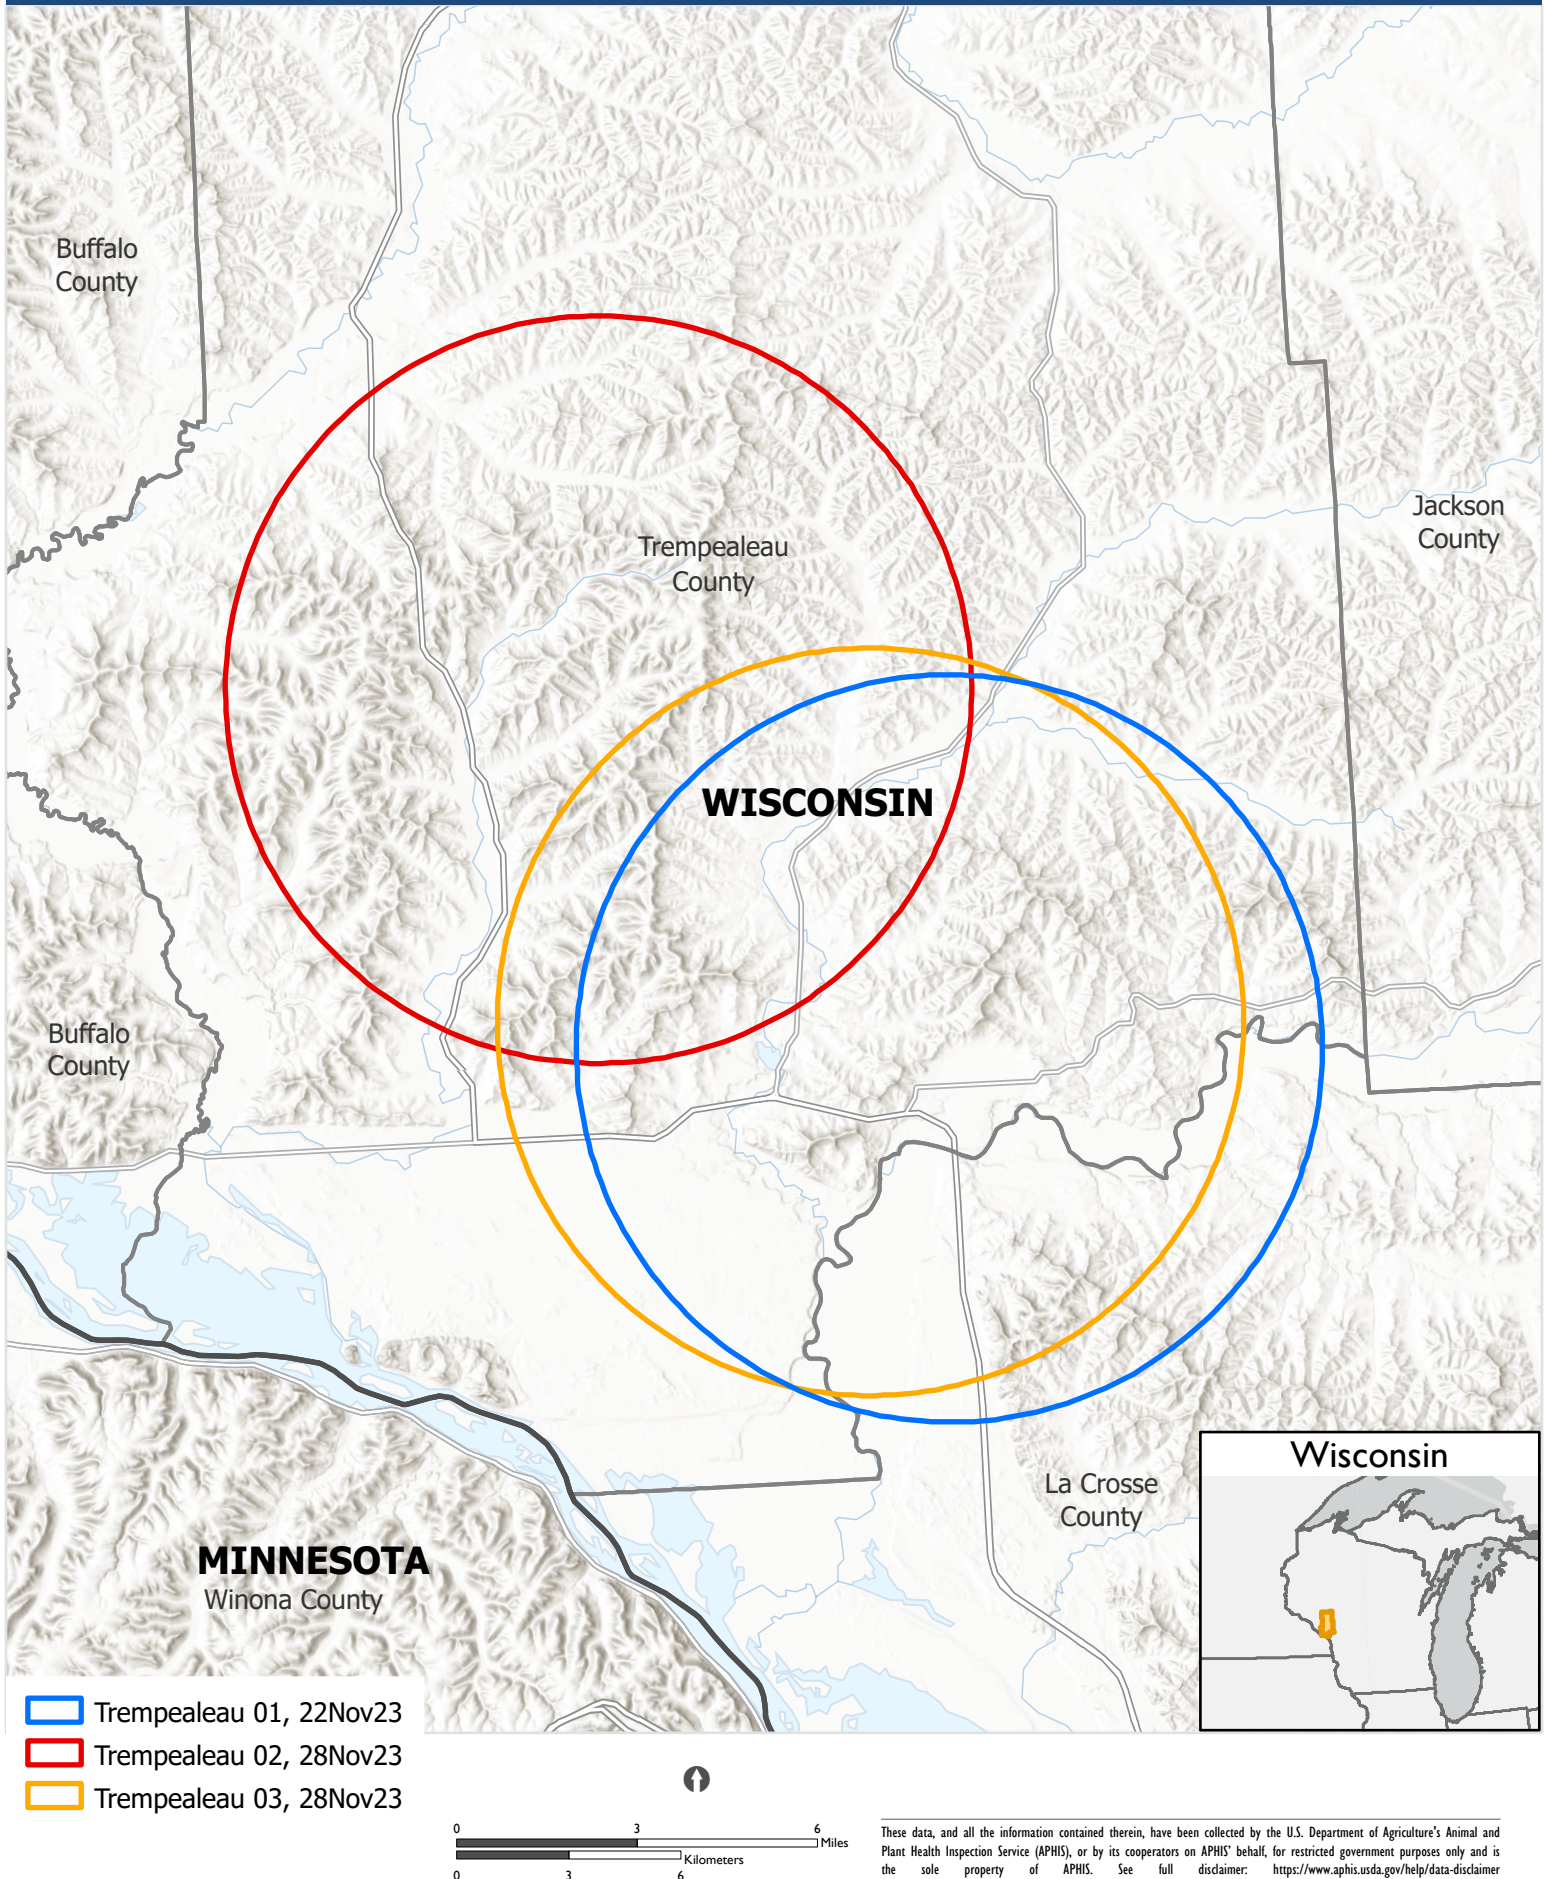 Buffalo
County
Trempealeau
County
Jackson
County
WISCONSIN
Buffalo
County
La Crosse
County
Wisconsin
MINNESOTA
Winona County
Trempealeau 01, 22Nov23
Trempealeau 02, 28Nov23
Trempealeau 03, 28Nov23
0 3 6
Miles
Kilometers
0 3 6
These data, and all the information contained therein, have been collected by the U.S. Department of Agriculture's Animal and
Plant Health Inspection Service (APHIS), or by its cooperators on APHIS' behalf, for restricted government purposes only and is
the sole property of APHIS. See full disclaimer: https://www.aphis.usda.gov/help/data-disclaimer